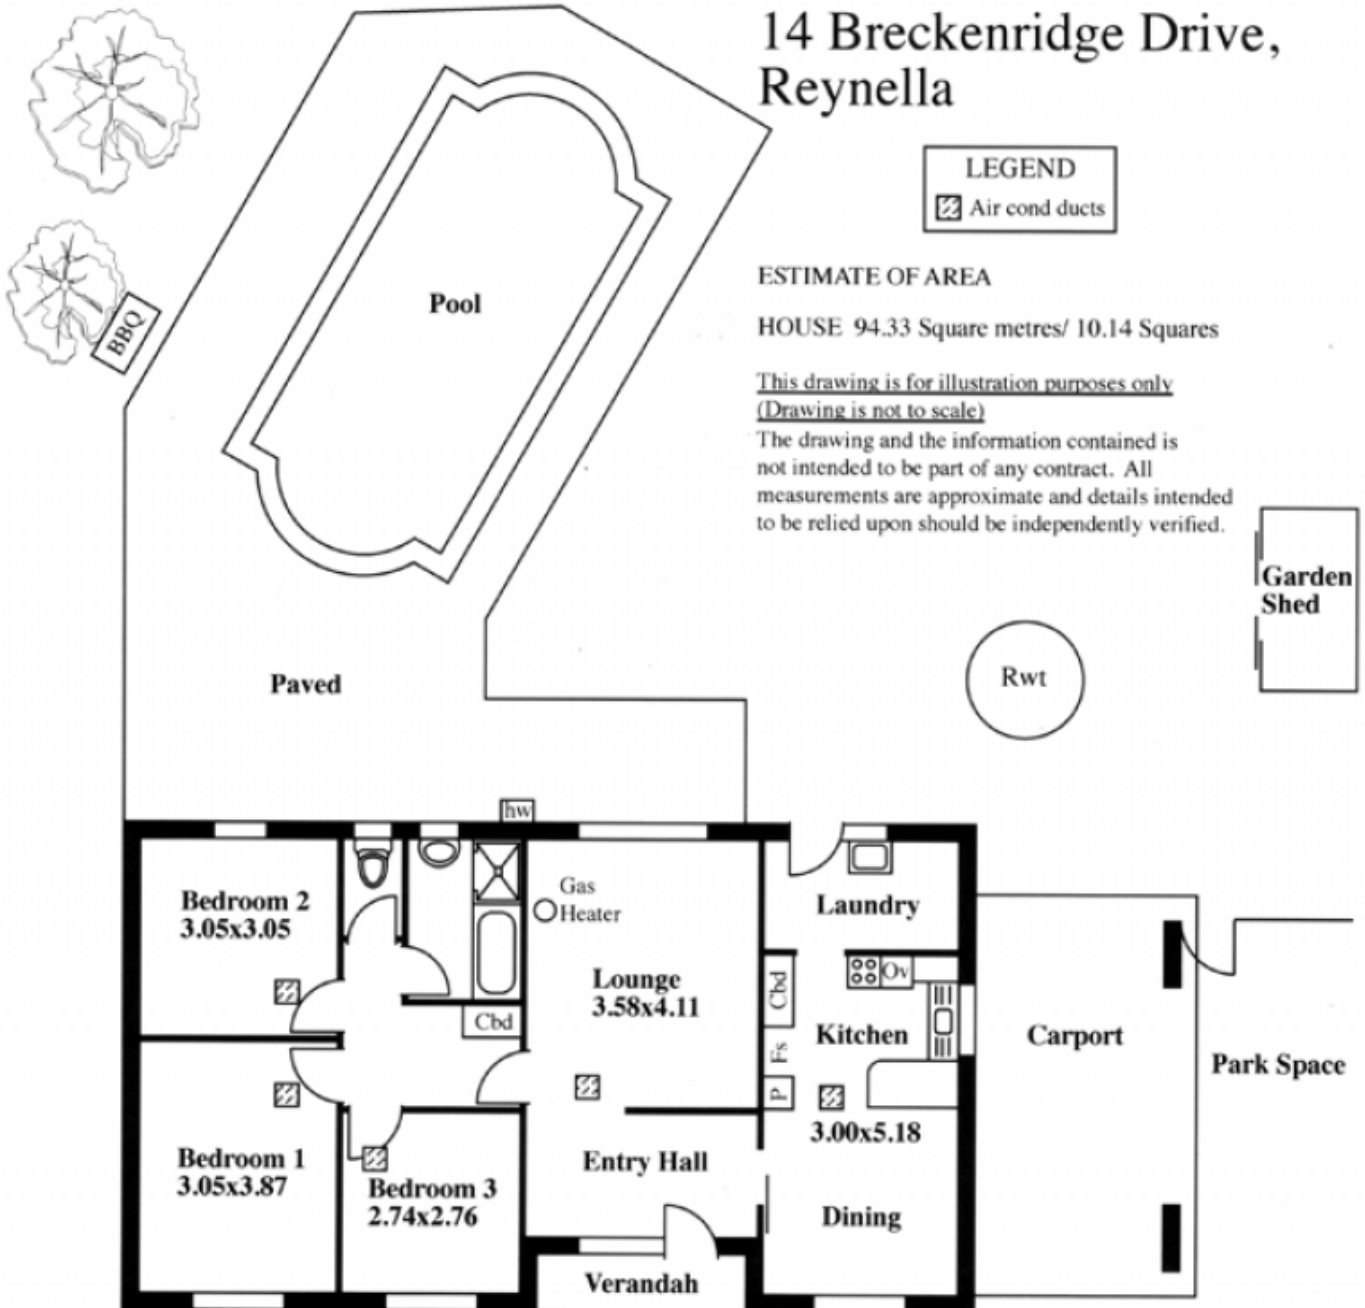 14 Breckenridge Drive,
Reynella
LEGEND
Air cond ducts
ESTIMATE OF AREA
HOUSE 94.33 Square metres/ 10.14 Squares
This drawing is for illustration purposes only
(Drawing is not to scale)
The drawing and the information contained is
not intended to be part of any contract. All
measurements are approximate and details intended
to be relied upon should be independently verified.
Pool
BBQ
Garden
Shed
Rwt
Paved
hw
Bedroom 2
3.05x3.05
Gas
Heater
Laundry
Lounge
3.58x4.11
Cbd
Ov
Cbd
Kitchen
Fs
P
Carport
Park Space
3.00x5.18
Bedroom 1
3.05x3.87
Bedroom 3
2.74x2.76
Entry Hall
Dining
Verandah